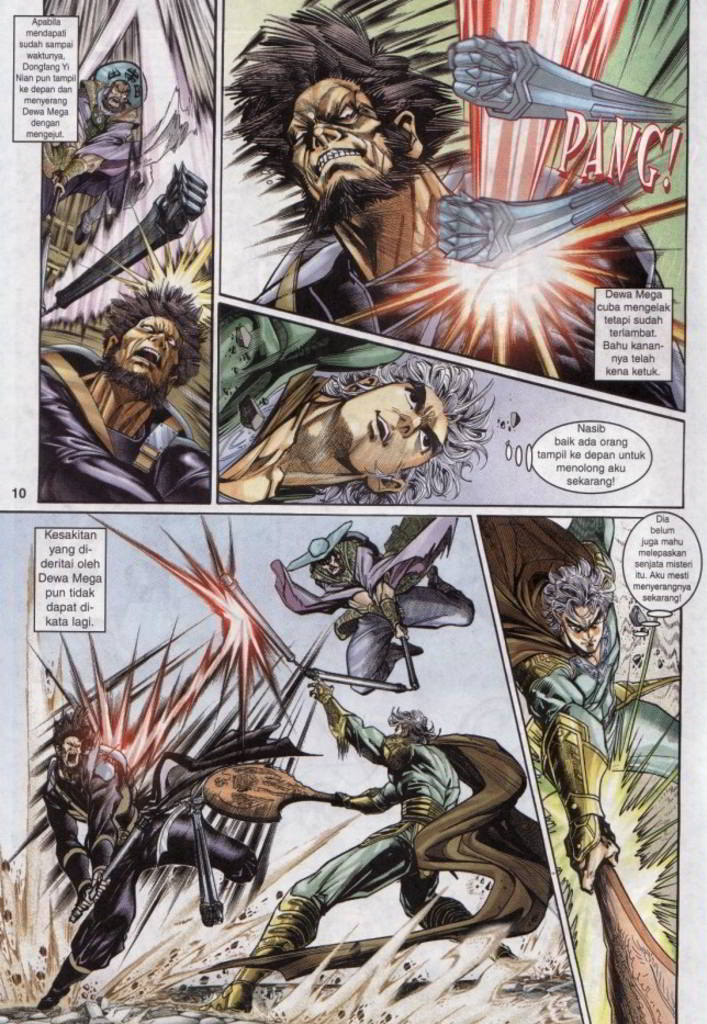 Apabila
mendapati
sudah sampai
waktunya,
Dongfang Yi
Nian pun tampil
ke depan dan
menyerang
Dewa Mega
dengan
mengejut.
PANG!
Dewa Mega
cuba mengelak
tetapi sudah
terlambat.
Bahu kanan-
nya telah
kena ketuk.
Nasib
baik ada orang
tampil ke depan untuk
menolong aku
sekarang!
10
Kesakitan
yang di-
deritai oleh
Dewa Mega
pun tidak
dapat di-
kata lagi.
Dia
belum
juga mahu
melepaskan
senjata misteri
itu. Aku mesti
menyerangnya
sekarang!